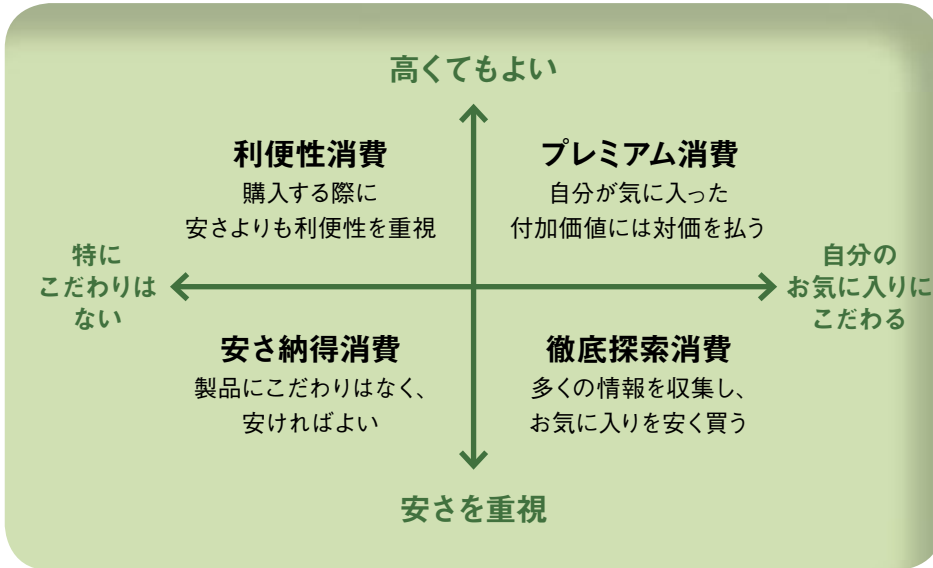 高くてもよい
利便性消費
購入する際に
安さよりも利便性を重視
プレミアム消費
自分が気に入った
付加価値には対価を払う
特に
こだわりは
ない
自分の
お気に入りに
こだわる
安さ納得消費
製品にこだわりはなく、
安ければよい
徹底探索消費
多くの情報を収集し、
お気に入りを安く買う
安さを重視